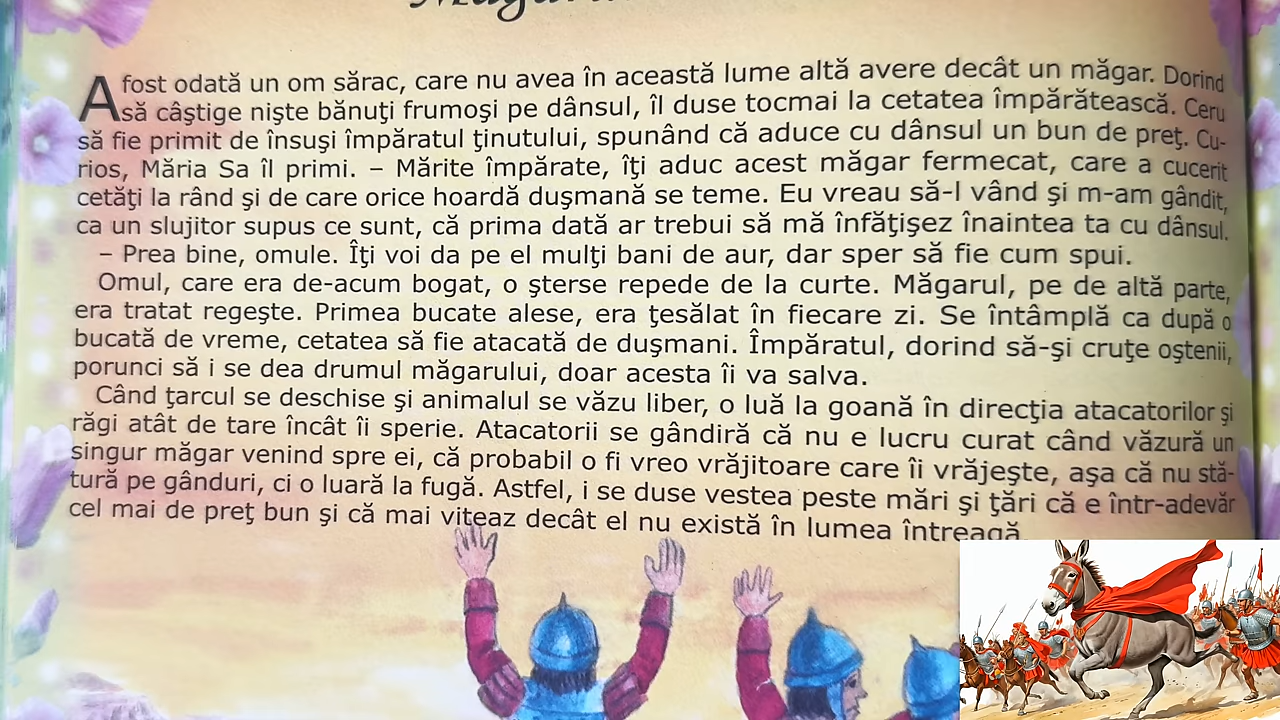 A fost odată un om sărac, care nu avea în această lume altă avere decât un măgar. Dorind
să câştige nişte bănuţi frumoşi pe dânsul, îl duse tocmai la cetatea împărătească. Ceru
să fie primit de însuşi împăratul ţinutului, spunând că aduce cu dânsul un bun de preţ. Cu-
rios, Măria Sa îl primi. – Mărite împărate, îţi aduc acest măgar fermecat, care a cucerit
cetăţi la rând şi de care orice hoardă duşmană se teme. Eu vreau să-l vând şi m-am gândit,
ca un slujitor supus ce sunt, că prima dată ar trebui să mă înfăţişez înaintea ta cu dânsul.
– Prea bine, omule. Îţi voi da pe el mulţi bani de aur, dar sper să fie cum spui.
Omul, care era de-acum bogat, o şterse repede de la curte. Măgarul, pe de altă parte,
era tratat regeşte. Primea bucate alese, era ţesălat în fiecare zi. Se întâmplă ca după o
bucată de vreme, cetatea să fie atacată de duşmani. Împăratul, dorind să-şi cruţe oştenii,
porunci să i se dea drumul măgarului, doar acesta îi va salva.
Când ţarcul se deschise şi animalul se văzu liber, o luă la goană în direcţia atacatorilor şi
răgi atât de tare încât îi sperie. Atacatorii se gândiră că nu e lucru curat când văzură un
singur măgar venind spre ei, că probabil o fi vreo vrăjitoare care îi vrăjeşte, aşa că nu stă-
tură pe gânduri, ci o luară la fugă. Astfel, i se duse vestea peste mări şi ţări că e într-adevăr
cel mai de preţ bun şi că mai viteaz decât el nu există în lumea întreagă.